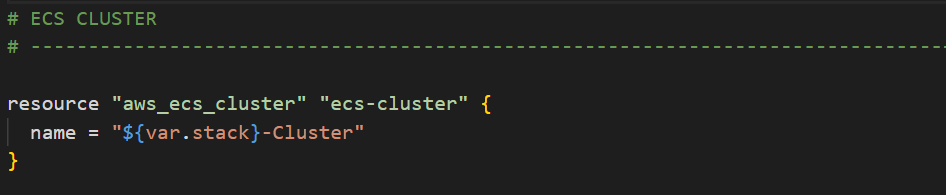 # ECS CLUSTER
# --------------------------------------------------------------------------------
resource "aws_ecs_cluster" "ecs-cluster" {
  name = "${var.stack}-Cluster"
}